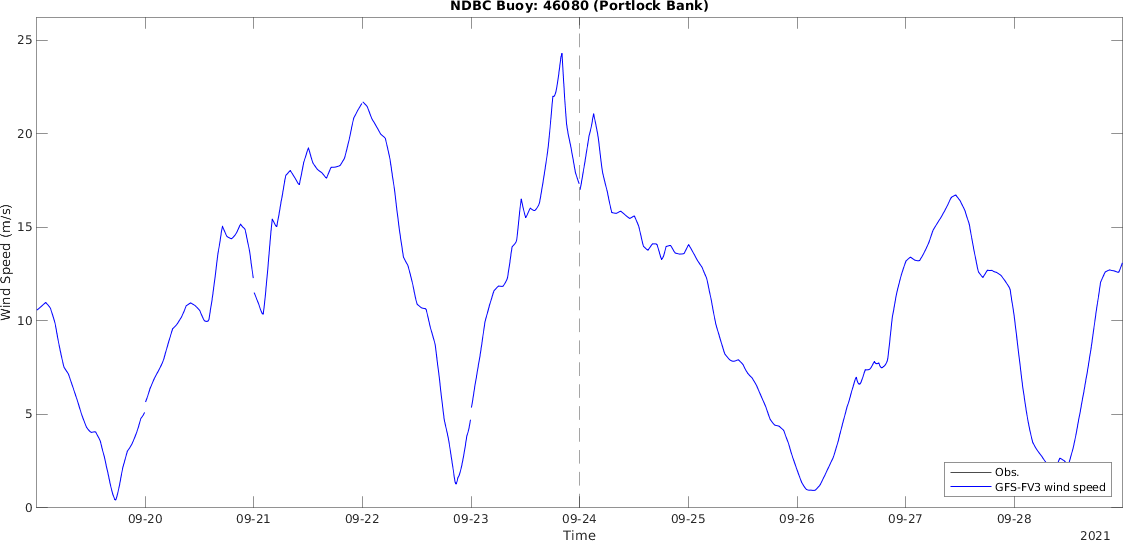 NDBC Buoy: 46080 (Portlock Bank)
25
20
15
10
5
0
Wind Speed (m/s)
09-20 09-21 09-22 09-23 09-24 09-25 09-26 09-27 09-28
Time
2021
Obs.
GFS-FV3 wind speed